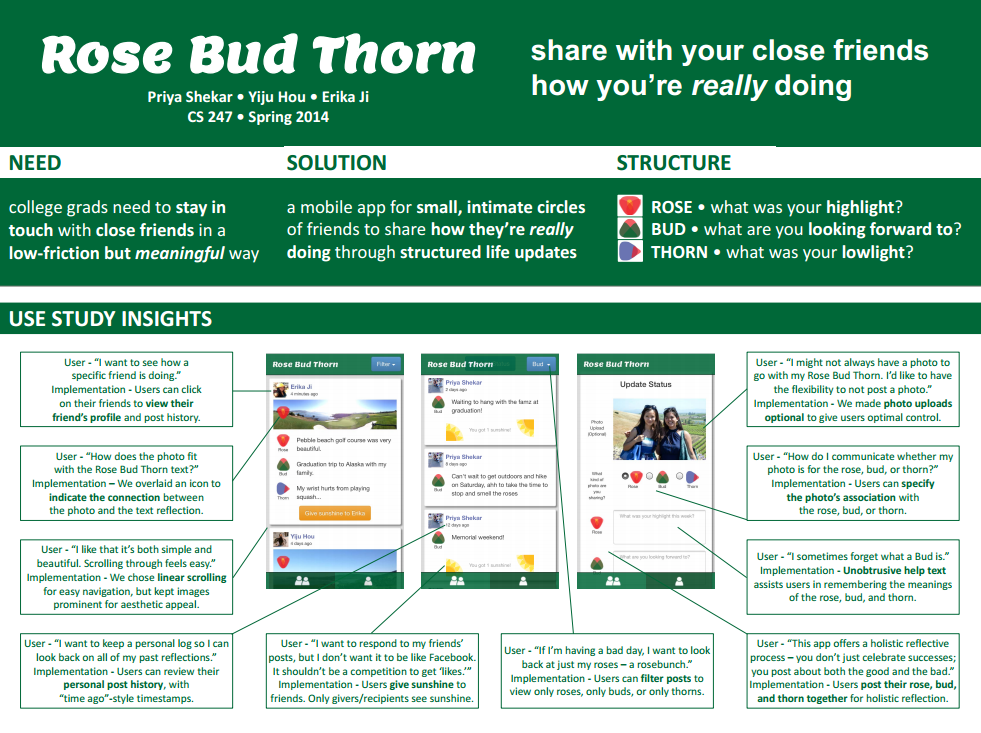 Rose Bud Thorn
Priya Shekar • Yiju Hou • Erika Ji
CS 247 • Spring 2014
share with your close friends
how you’re really doing
NEED
college grads need to stay in
touch with close friends in a
low-friction but meaningful way
SOLUTION
a mobile app for small, intimate circles
of friends to share how they’re really
doing through structured life updates
STRUCTURE
ROSE • what was your highlight?
BUD • what are you looking forward to?
THORN • what was your lowlight?
USE STUDY INSIGHTS
User - “I want to see how a
specific friend is doing.”
Implementation - Users can click
on their friends to view their
friend’s profile and post history.
User - “How does the photo fit
with the Rose Bud Thorn text?”
Implementation – We overlaid an icon to
indicate the connection between
the photo and the text reflection.
User - “I like that it’s both simple and
beautiful. Scrolling through feels easy.”
Implementation - We chose linear scrolling
for easy navigation, but kept images
prominent for aesthetic appeal.
User - “I want to keep a personal log so I can
look back on all of my past reflections.”
Implementation - Users can review their
personal post history, with
“time ago”-style timestamps.
Rose Bud Thorn
Filter
Erika Ji
4 minutes ago
Rose
Pebble beach golf course was very
beautiful.
Bud
Graduation trip to Alaska with my
family.
Thorn
My wrist hurts from playing
squash...
Give sunshine to Erika
Yiju Hou
4 days ago
Rose Bud Thorn
Bud
Priya Shekar
2 days ago
Bud
Waiting to hang with the famz at
graduation!
You got 1 sunshine!
Priya Shekar
8 days ago
Bud
Can't wait to get outdoors and hike
on Saturday, ahh to take the time to
stop and smell the roses
Priya Shekar
12 days ago
Bud
Memorial weekend!
You got 1 sunshine!
Rose Bud Thorn
Update Status
Photo
Upload
(Optional)
What
kind of
photo are
you
sharing?
Rose
Bud
Thorn
Rose
What was your highlight this week?
What are you looking forward to?
User - “I want to respond to my friends’
posts, but I don’t want it to be like Facebook.
It shouldn’t be a competition to get ‘likes.’”
Implementation - Users give sunshine to
friends. Only givers/recipients see sunshine.
User - “If I’m having a bad day, I want to look
back at just my roses – a rosebunch.”
Implementation - Users can filter posts to
view only roses, only buds, or only thorns.
User - “I might not always have a photo to
go with my Rose Bud Thorn. I’d like to have
the flexibility to not post a photo.”
Implementation - We made photo uploads
optional to give users optimal control.
User - “How do I communicate whether my
photo is for the rose, bud, or thorn?”
Implementation - Users can specify
the photo’s association with
the rose, bud, or thorn.
User - “I sometimes forget what a Bud is.”
Implementation - Unobtrusive help text
assists users in remembering the meanings
of the rose, bud, and thorn.
User - “This app offers a holistic reflective
process – you don’t just celebrate successes;
you post about both the good and the bad.”
Implementation - Users post their rose, bud,
and thorn together for holistic reflection.